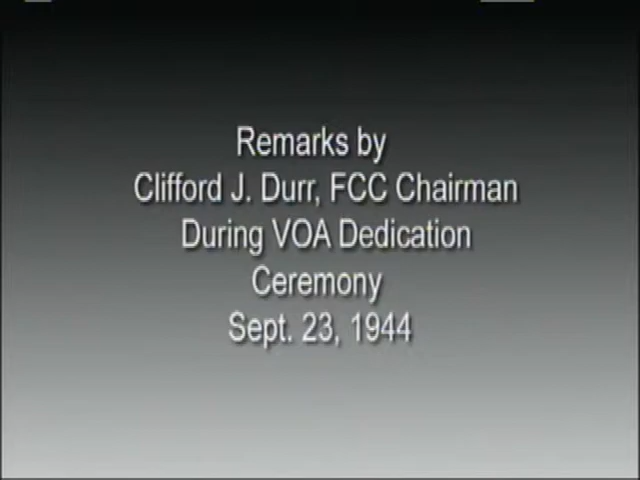 Remarks by
Clifford J. Durr, FCC Chairman
During VOA Dedication
Ceremony
Sept. 23, 1944